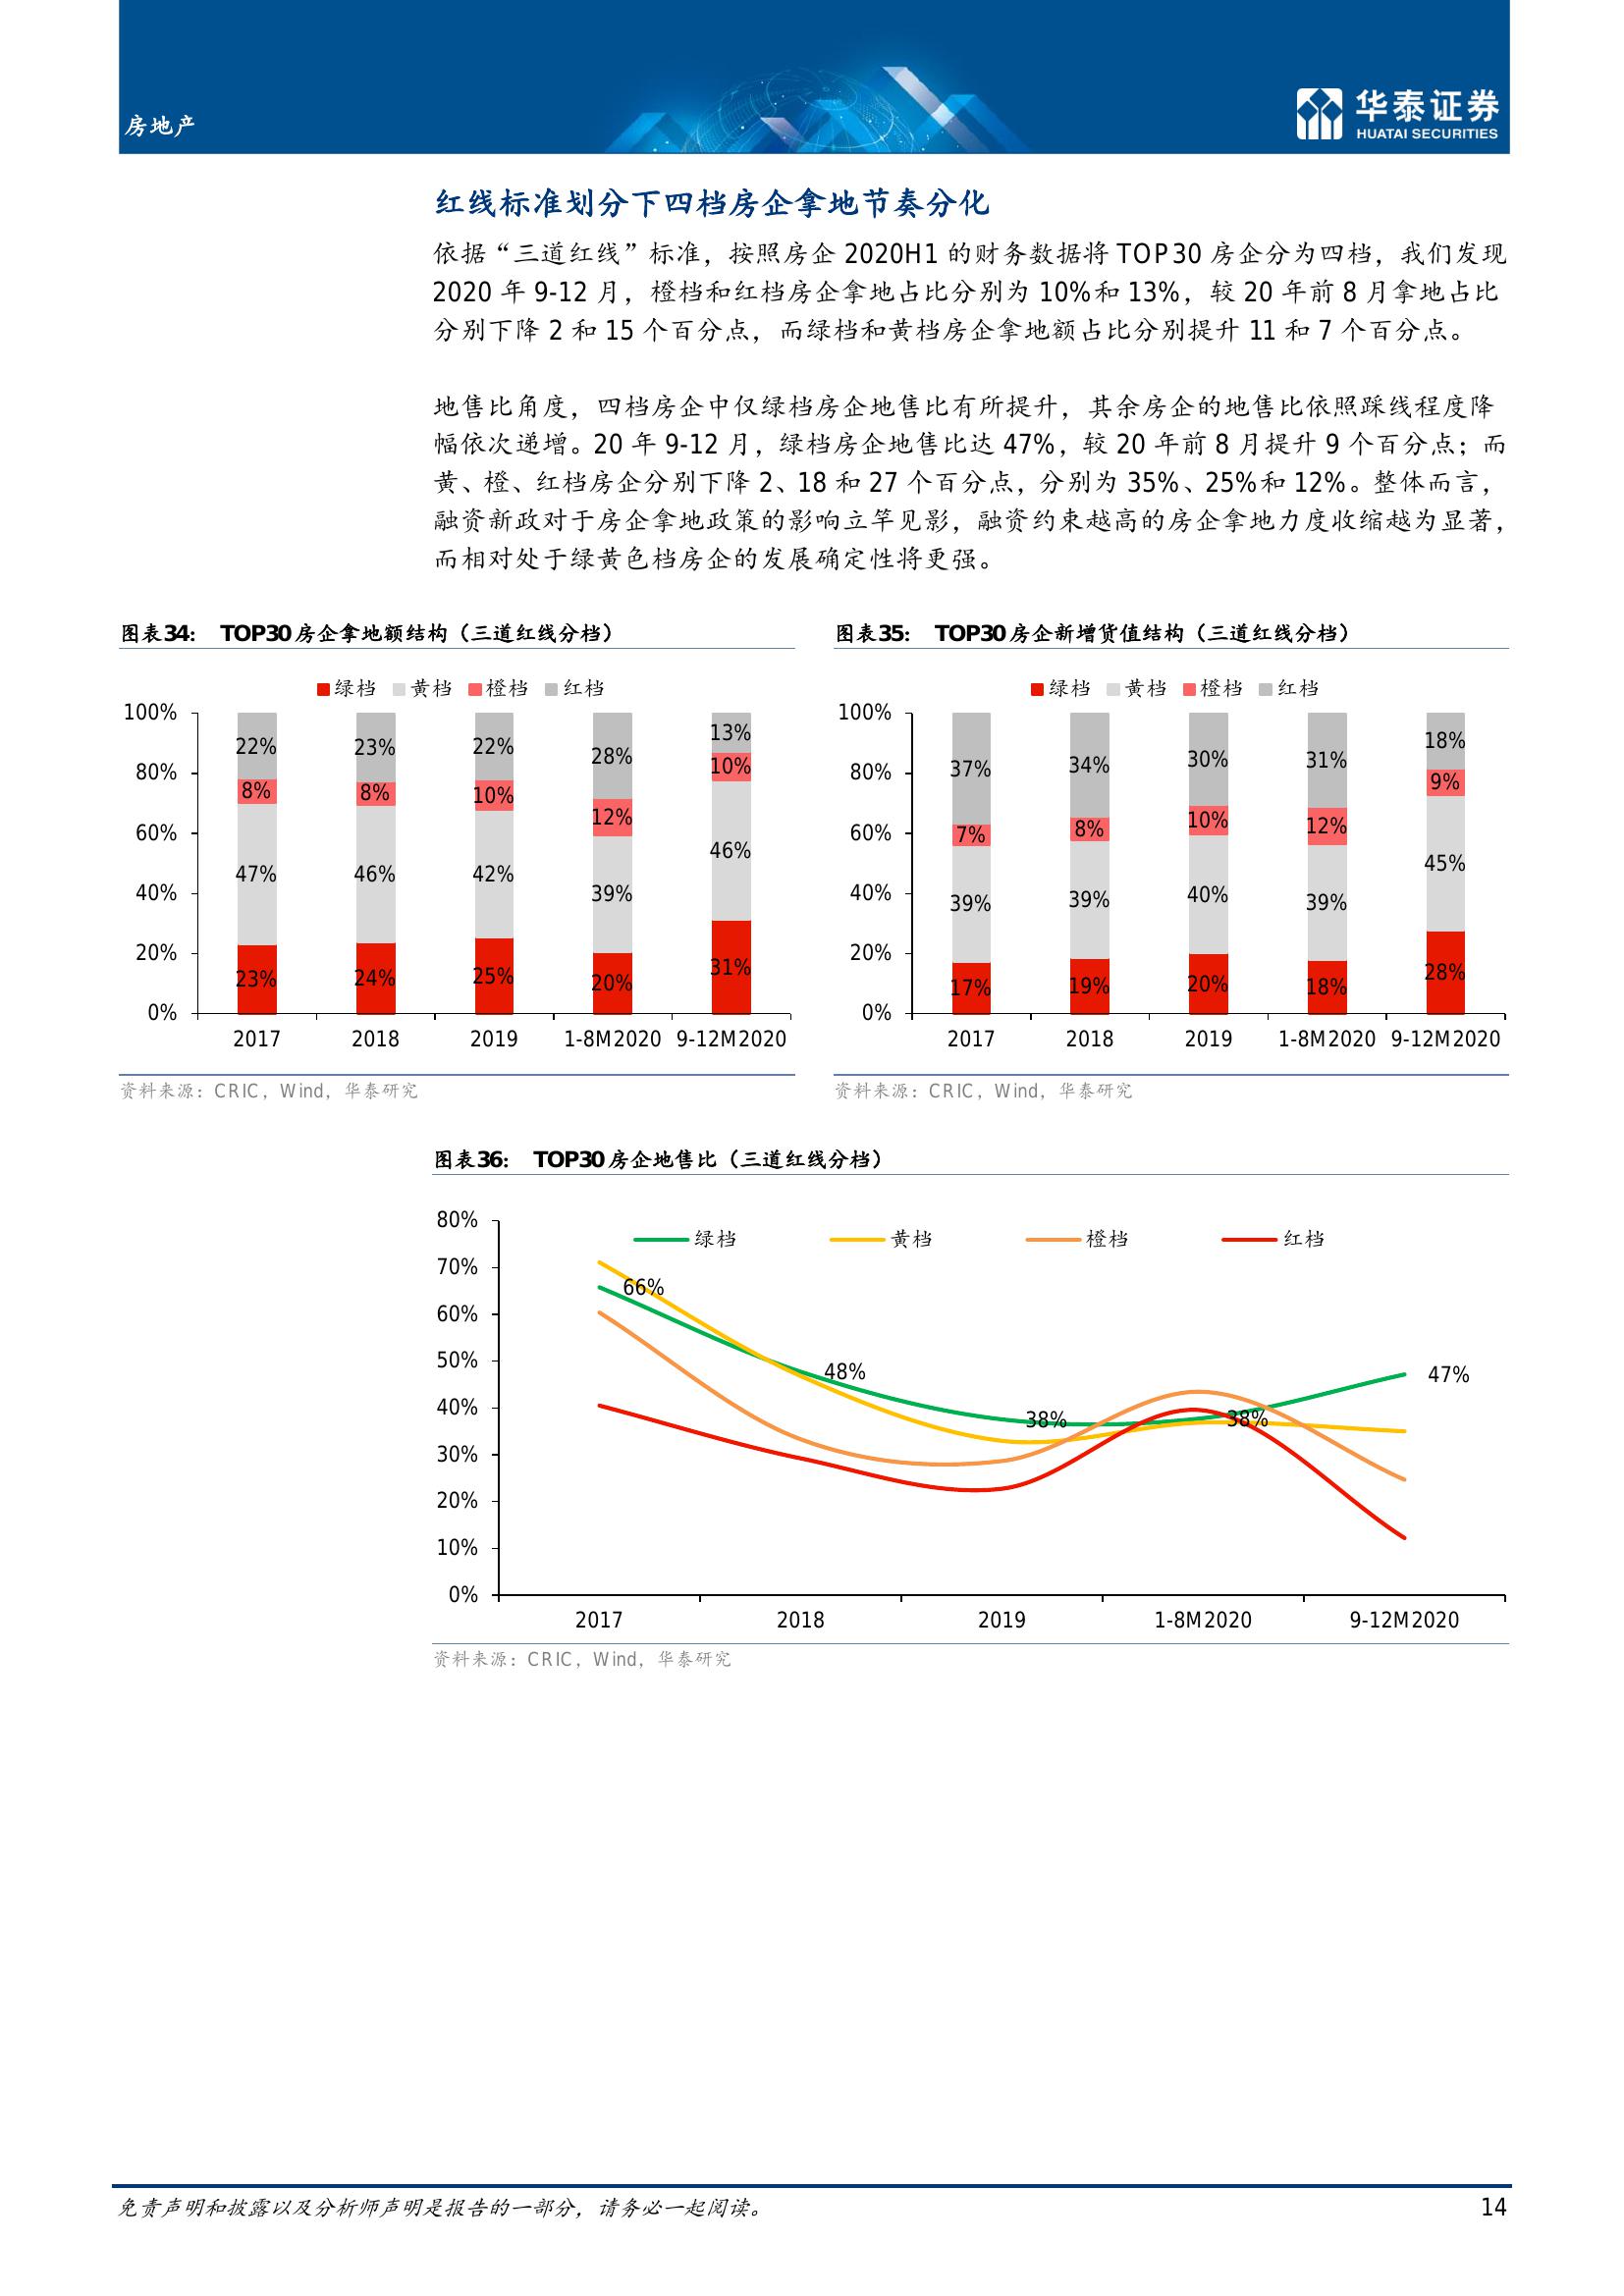 房地产
华泰证券
HUATAI SECURITIES
红线标准划分下四档房企拿地节奏分化
依据“三道红线”标准，按照房企 2020H1 的财务数据将 TOP30 房企分为四档，我们发现
2020 年 9-12 月，橙档和红档房企拿地占比分别为 10%和 13%，较 20 年前 8 月拿地占比
分别下降 2 和 15 个百分点，而绿档和黄档房企拿地额占比分别提升 11 和 7 个百分点。
地售比角度，四档房企中仅绿档房企地售比有所提升，其余房企的地售比依照踩线程度降
幅依次递增。20 年 9-12 月，绿档房企地售比达 47%，较 20 年前 8 月提升 9 个百分点；而
黄、橙、红档房企分别下降 2、18 和 27 个百分点，分别为 35%、25%和 12%。整体而言，
融资新政对于房企拿地政策的影响立竿见影，融资约束越高的房企拿地力度收缩越为显著，
而相对处于绿黄色档房企的发展确定性将更强。
图表34： TOP30 房企拿地额结构（三道红线分档）
绿档 黄档 橙档 红档
100%
80%
60%
40%
20%
0%
22% 23% 22% 28% 13%
8% 8% 10% 12% 10%
47% 46% 42% 39% 46%
23% 24% 25% 20% 31%
2017 2018 2019 1-8M2020 9-12M2020
资料来源：CRIC，Wind，华泰研究
图表35： TOP30 房企新增货值结构（三道红线分档）
绿档 黄档 橙档 红档
100%
80%
60%
40%
20%
0%
37% 34% 30% 31% 18%
7% 8% 10% 12% 9%
39% 39% 40% 39% 45%
17% 19% 20% 18% 28%
2017 2018 2019 1-8M2020 9-12M2020
资料来源：CRIC，Wind，华泰研究
图表36： TOP30 房企地售比（三道红线分档）
绿档 黄档 橙档 红档
80%
70%
60%
50%
40%
30%
20%
10%
0%
66% 48% 38% 38% 47%
2017 2018 2019 1-8M2020 9-12M2020
资料来源：CRIC，Wind，华泰研究
免责声明和披露以及分析师声明是报告的一部分，请务必一起阅读。
14